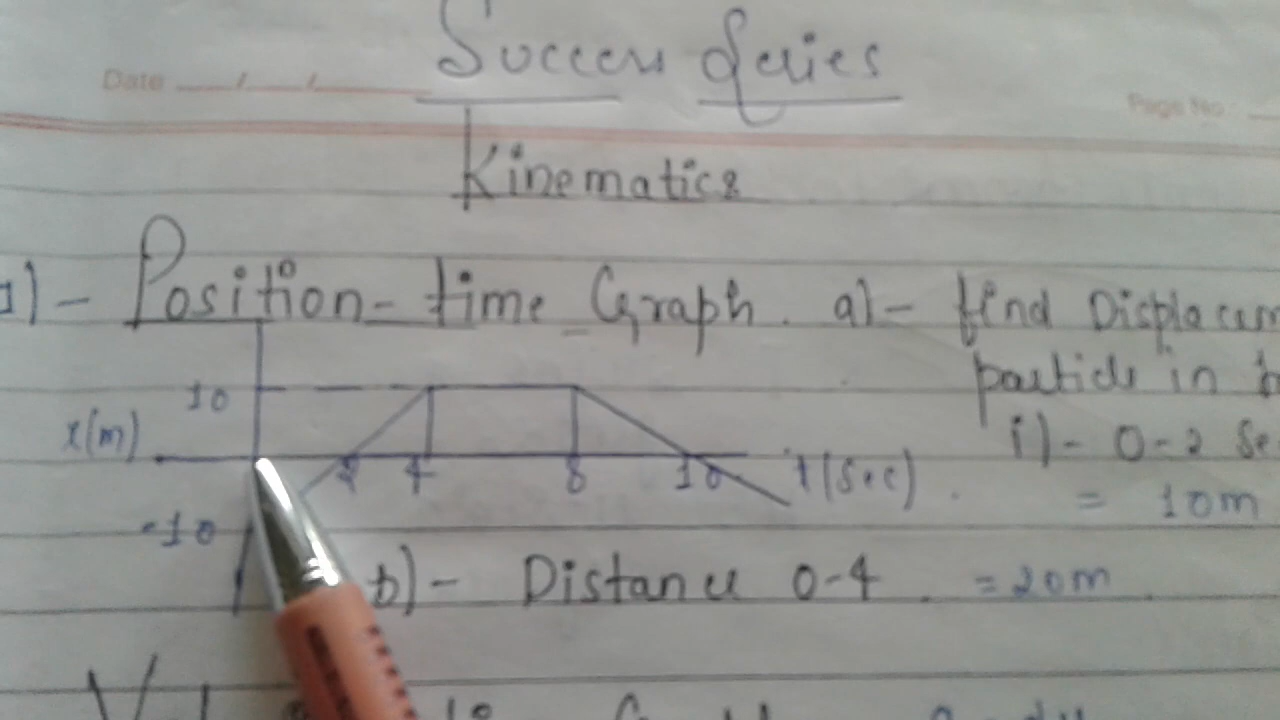 Success Series
Date / /
Page No.:
Kinematics
1)- Position-time Graph. a)- find Displacem
particle in
10
x(m)
i)- 0-2 Se
4 8 10 t(sec)
= 10m
-10
b)- Distance 0-4 = 20m